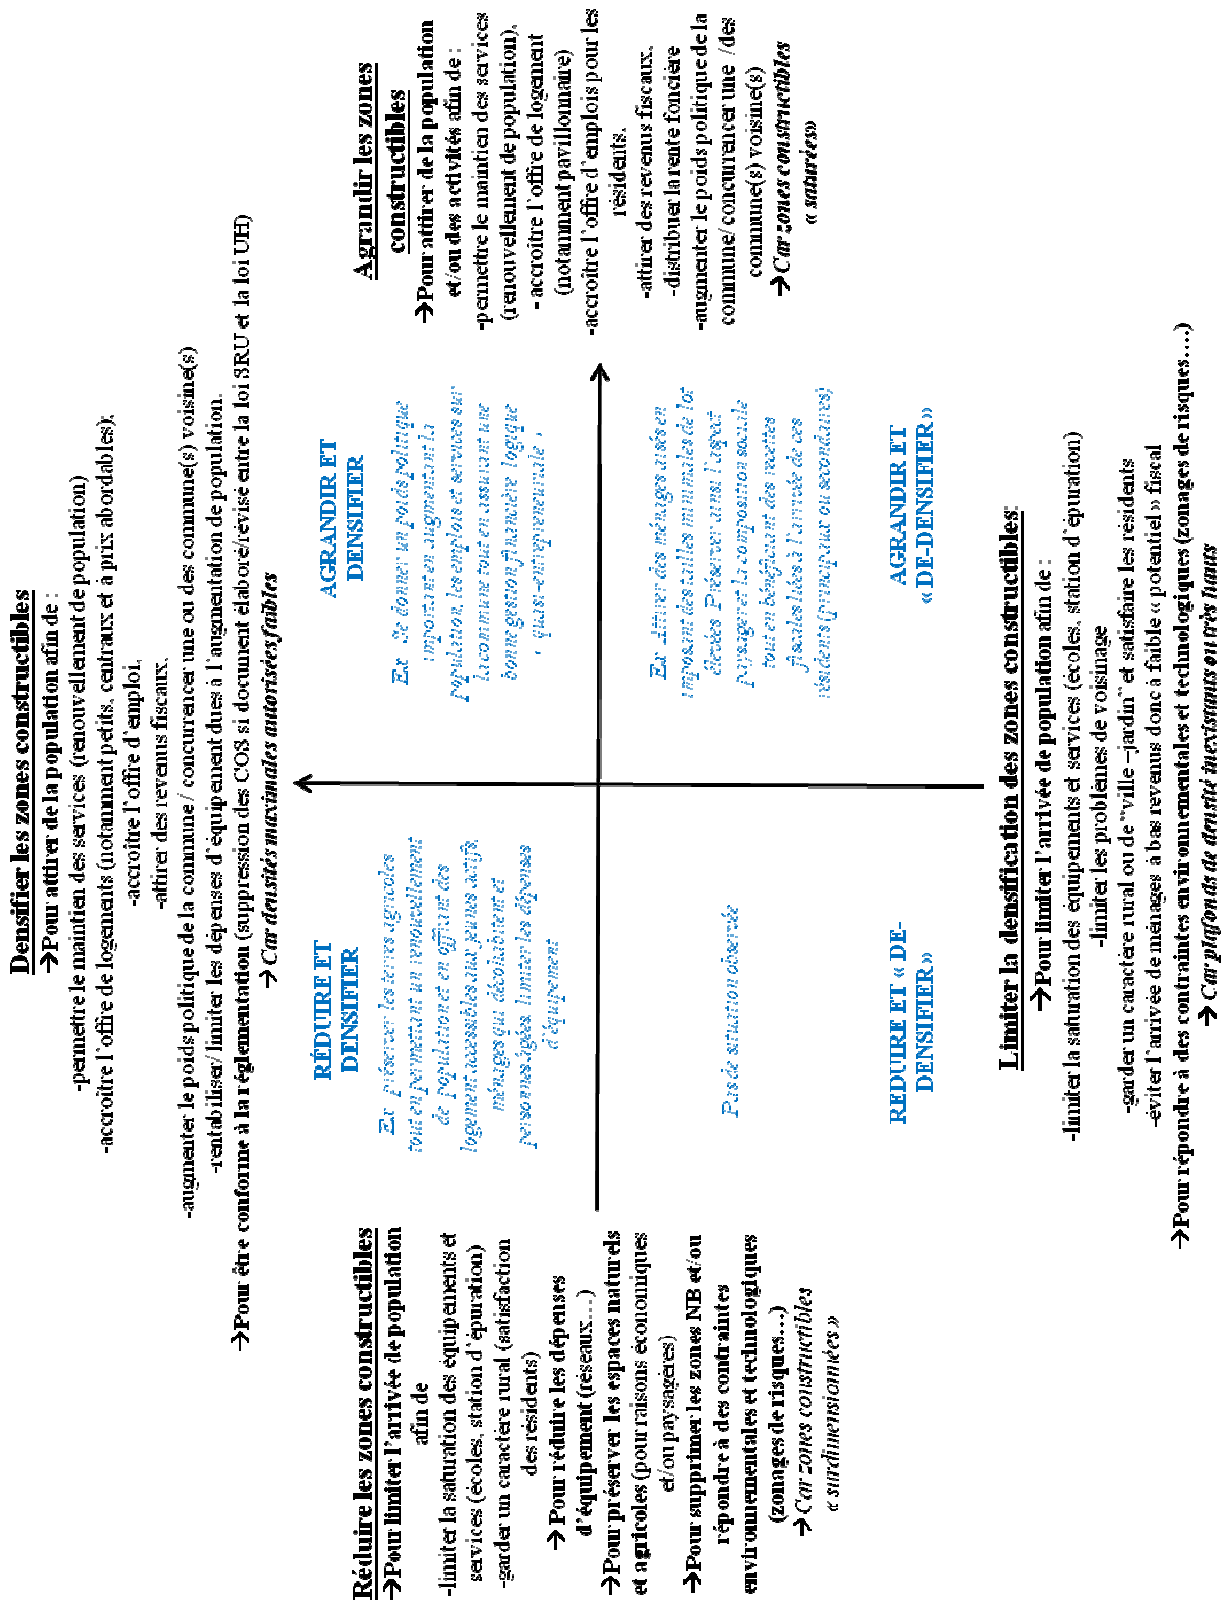 Densifier les zones constructibles
→Pour attirer de la population afin de :
-permettre le maintien des services (renouvellement de population)
-accroître l'offre de logements (notamment petits, centraux et à prix abordables);
-accroître l'offre d'emploi,
-attirer des revenus fiscaux.
-augmenter le poids politique de la commune / concurrencer une ou des commune(s) voisine(s)
-rentabiliser/limiter les dépenses d'équipement dues à l'augmentation de population.
→Pour être conforme à la réglementation (suppression des COS si document élaboré/révisé entre la loi SRU et la loi UH)
→ Car densités maximales autorisées faibles
Réduire les zones constructibles
→Pour limiter l'arrivée de population
afin de
-limiter la saturation des équipements et
services (écoles, station d'épuration)
-garder un caractère rural (satisfaction
des résidents)
→ Pour réduire les dépenses
d'équipement (réseaux…)
→Pour préserver les espaces naturels
et agricoles (pour raisons économiques
et/ou paysagères)
→Pour supprimer les zones NB et/ou
répondre à des contraintes
environnementales et technologiques
(zonages de risques…)
→ Car zones constructibles
« surdimensionnées »
RÉDUIRE ET
DENSIFIER
Ex préserver les terres agricoles
tout en permettant un renouvellement
de population et en offrant des
logement accessibles aux jeunes actifs,
ménages qui décohabitent et
personnes âgées, limiter les dépenses
d'équipement
AGRANDIR ET
DENSIFIER
Ex Se donner un poids politique
important en augmentant la
population, les emplois et services sur
la commune tout en assurant une
bonne gestion financière logique
quasi-entrepreneuriale
Pas de situation observée
REDUIRE ET « DE-
DENSIFIER»
Ex Attirer des ménages aisés en
imposant des tailles minimales de lot
élevées Préserver ainsi l'aspect
paysager et la composition sociale
tout en bénéficiant des recettes
fiscales liées à l'arrivée de ces
résidents (principaux ou secondaires)
AGRANDIR ET
« DE-DENSIFIER»
Agrandir les zones
constructibles
→Pour attirer de la population
et/ou des activités afin de :
-permettre le maintien des services
(renouvellement de population),
- accroître l'offre de logement
(notamment pavillonnaire)
-accroître l'offre d'emplois pour les
résidents,
-attirer des revenus fiscaux,
-distribuer la rente foncière
-augmenter le poids politique de la
commune/ concurrencer une /des
commune(s) voisine(s)
→Car zones constructibles
« saturées»
Limiter la densification des zones constructibles:
→Pour limiter l'arrivée de population afin de :
-limiter la saturation des équipements et services (écoles, station d'épuration)
-limiter les problèmes de voisinage
-garder un caractère rural ou de "ville –jardin" et satisfaire les résidents
-éviter l'arrivée de ménages à bas revenus donc à faible « potentiel » fiscal
→Pour répondre à des contraintes environnementales et technologiques (zonages de risques…)
→ Car plafonds de densité inexistants ou très hauts